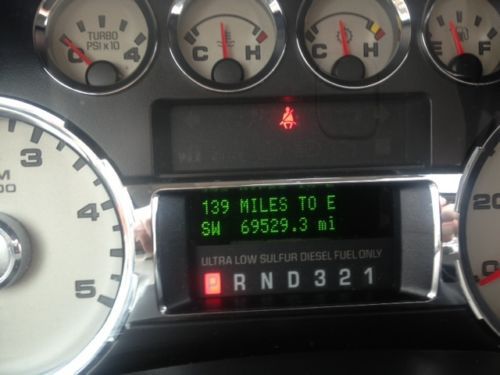 TURBO
PSI x 10
0 4
C H
C H
E F
139 MILES TO E
SW 69529.3 mi
ULTRA LOW SULFUR DIESEL FUEL ONLY
P R N D 3 2 1
3
4
5
M
00
20